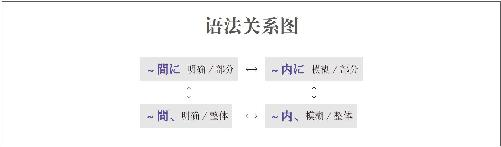 语法关系图
~間に 明确/部分 ↔ ~内に 模糊/部分
~間、明确/整体 ↔ ~内、模糊/整体